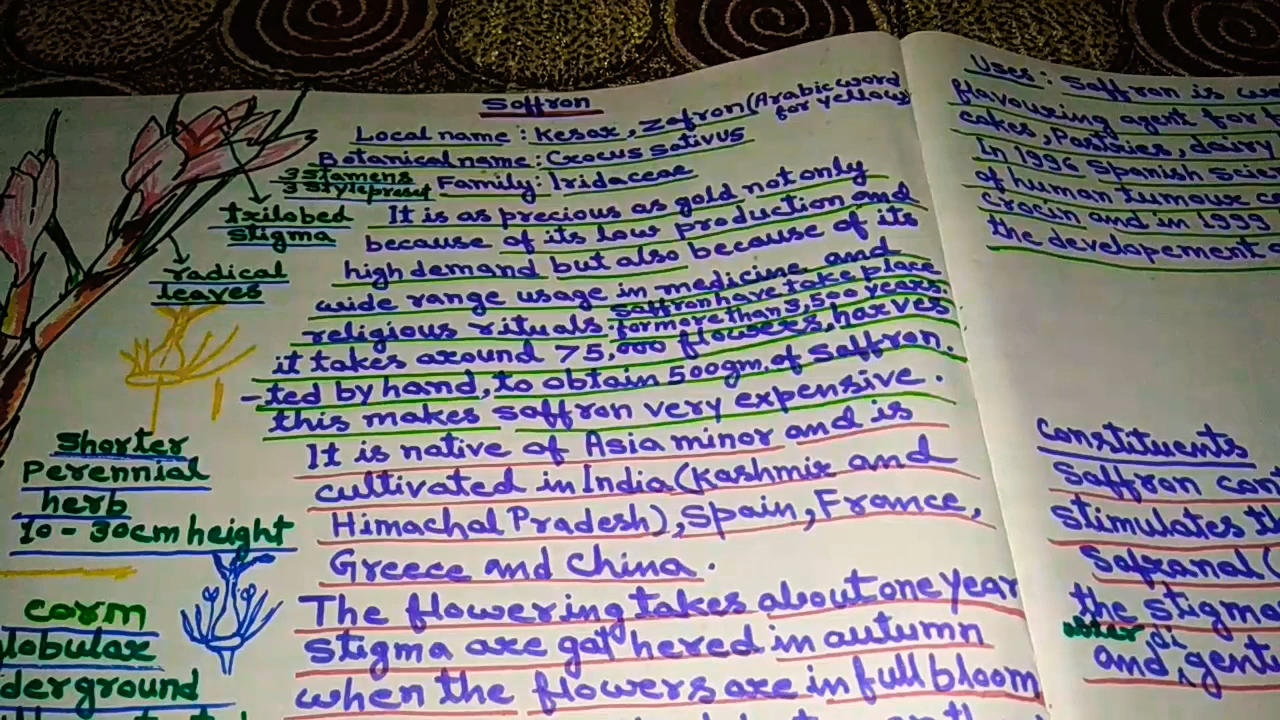 Saffron
Local name : Kesar, Zafron (Arabic word
for yellow)
Botanical name : Crocus sativus
Family: Iridaceae
It is as precious as gold not only
because of its low production and
high demand but also because of its
wide range usage in medicine and
religious rituals. saffron have take place
for more than 3,500 years.
it takes around 75,000 flowers, harves
-ted by hand, to obtain 500gm. of saffron.
this makes saffron very expensive.
It is native of Asia minor and is
cultivated in India (Kashmir and
Himachal Pradesh), Spain, France,
Greece and China.
The flowering takes about one year
stigma are gathered in autumn
when the flowers are in full bloom
3 stamens
3 style present
trilobed
stigma
radical
leaves
Shorter
Perennial
herb
10 - 30cm height
corm
lobular
derground
Uses : Saffron is
flavouring agent for
cakes, Pastries, dairy
In 1996 Spanish
of human tumour
crocin and in 1999
the developement
constituents
Saffron
stimulates
Safranal (
the stigma
after
and